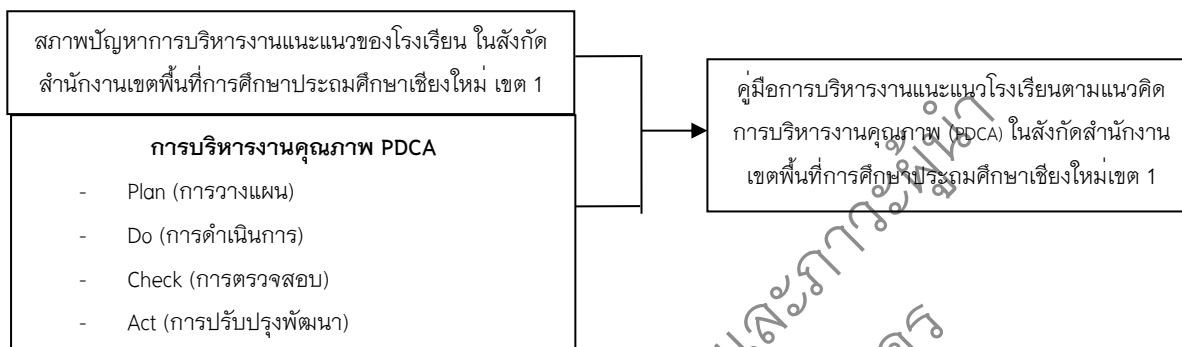 สภาพปัญหาการบริหารงานแนะแนวของโรงเรียน ในสังกัด
สำนักงานเขตพื้นที่การศึกษาประถมศึกษาเชียงใหม่ เขต 1
การบริหารงานคุณภาพ PDCA
- Plan (การวางแผน)
- Do (การดำเนินการ)
- Check (การตรวจสอบ)
- Act (การปรับปรุงพัฒนา)
คู่มือการบริหารงานแนะแนวโรงเรียนตามแนวคิด
การบริหารงานคุณภาพ (PDCA) ในสังกัดสำนักงาน
เขตพื้นที่การศึกษาประถมศึกษาเชียงใหม่เขต 1
และภาวะผู้นำ